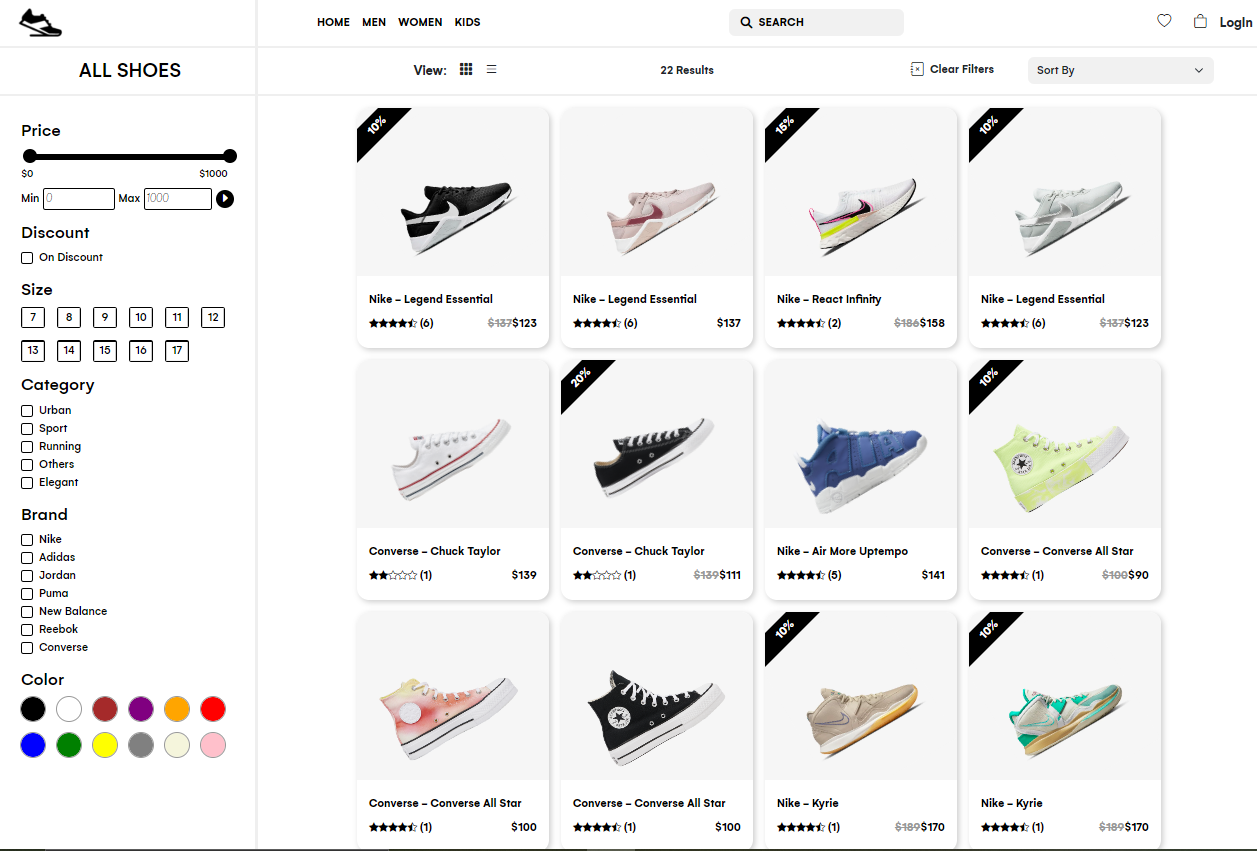 HOME MEN WOMEN KIDS SEARCH LogIn
ALL SHOES View: 22 Results Clear Filters Sort By
Price
$0 $1000
Min 0 Max 1000
Discount
On Discount
Size
7 8 9 10 11 12
13 14 15 16 17
Category
Urban
Sport
Running
Others
Elegant
Brand
Nike
Adidas
Jordan
Puma
New Balance
Reebok
Converse
Color
10% 15% 10%
Nike – Legend Essential Nike – Legend Essential Nike – React Infinity Nike – Legend Essential
(6) $137$123 (6) $137 (2) $186$158 (6) $137$123
20% 10%
Converse – Chuck Taylor Converse – Chuck Taylor Nike – Air More Uptempo Converse – Converse All Star
(1) $139 (1) $139$111 (5) $141 (1) $100$90
10% 10%
Converse – Converse All Star Converse – Converse All Star Nike – Kyrie Nike – Kyrie
(1) $100 (1) $100 (1) $189$170 (1) $189$170